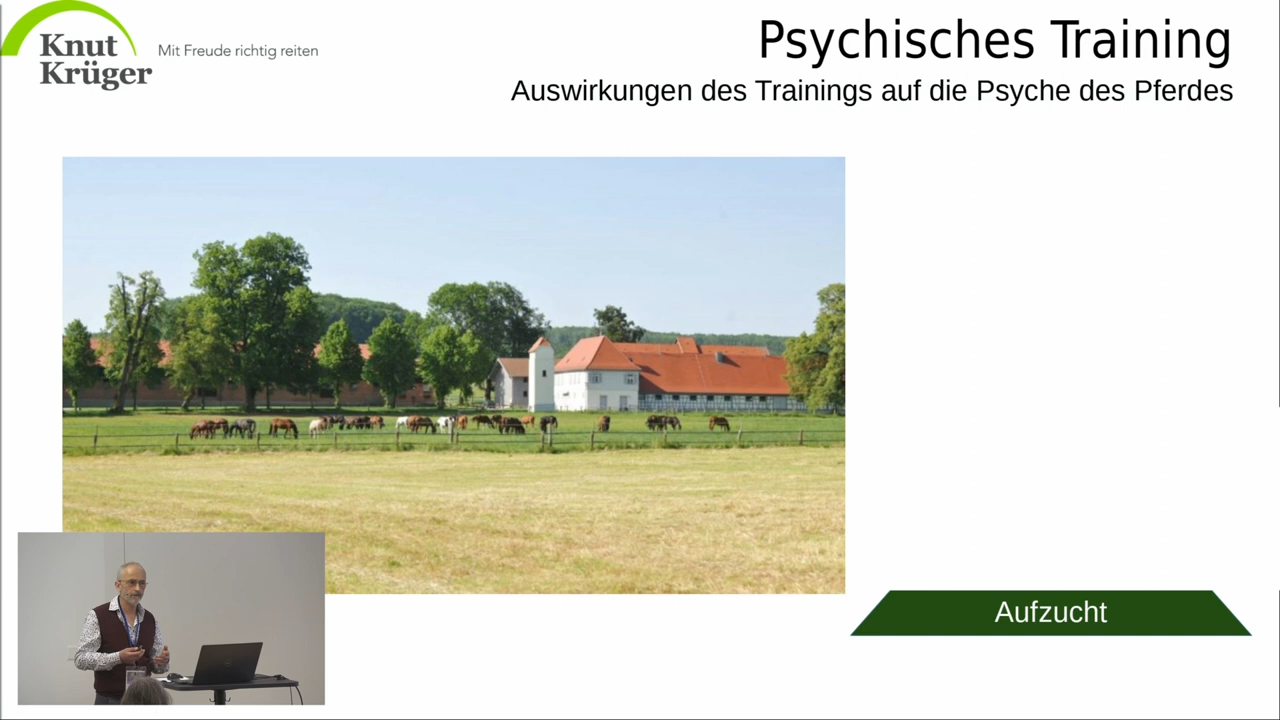 Knut
Krüger
Mit Freude richtig reiten
Psychisches Training
Auswirkungen des Trainings auf die Psyche des Pferdes
Aufzucht